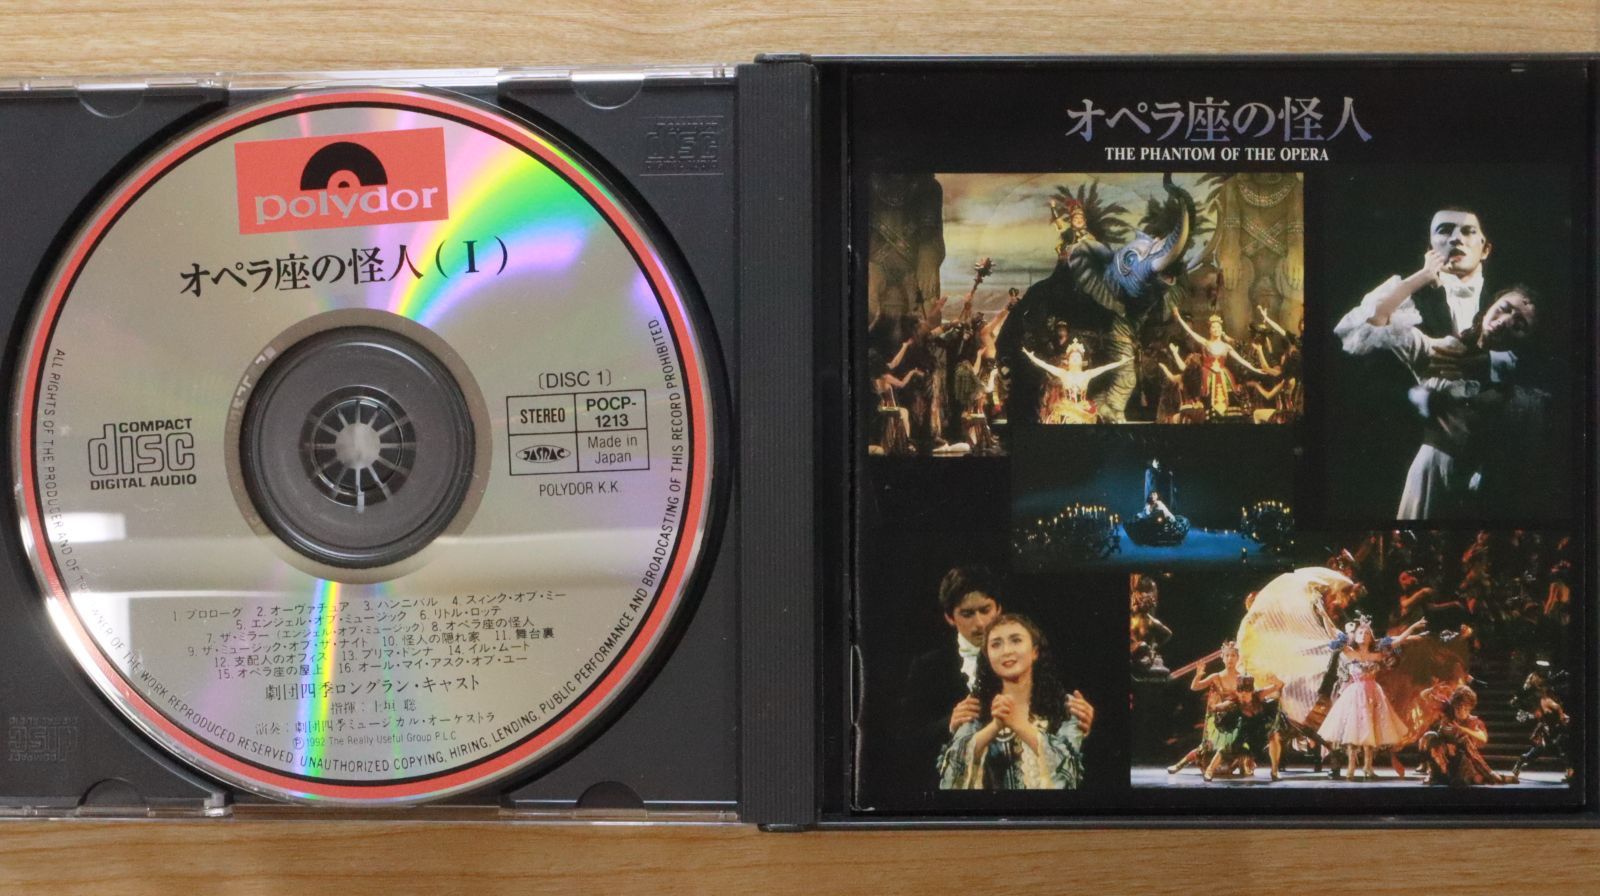 polydor
オペラ座の怪人(I)
COMPACT
disc
DIGITAL AUDIO
〔DISC 1〕
STEREO
POCP-
1213
JASRAC
Made in
Japan
POLYDOR K.K.
1. プロローグ 2. オーヴァチュア 3. ハンニバル 4. スィンク・オブ・ミー
5. エンジェル・オブ・ミュージック 6. リトル・ロッテ
7. ザ・ミラー(エンジェル・オブ・ミュージック) 8. オペラ座の怪人
9. ザ・ミュージック・オブ・ザ・ナイト 10. 怪人の隠れ家 11. 舞台裏
12. 支配人のオフィス 13. プリマ・ドンナ 14. イル・ムート
15. オペラ座の屋上 16. オール・アイ・アスク・オブ・ユー
劇団四季ロングラン・キャスト
指揮:上垣 聡
演奏:劇団四季ミュージカル・オーケストラ
Ⓟ1992 The Really Useful Group P.L.C
ALL RIGHTS OF THE PRODUCER AND OF THE OWNER OF THE WORK REPRODUCED RESERVED. UNAUTHORIZED COPYING, HIRING, LENDING, PUBLIC PERFORMANCE AND BROADCASTING OF THIS RECORD PROHIBITED.
オペラ座の怪人
THE PHANTOM OF THE OPERA